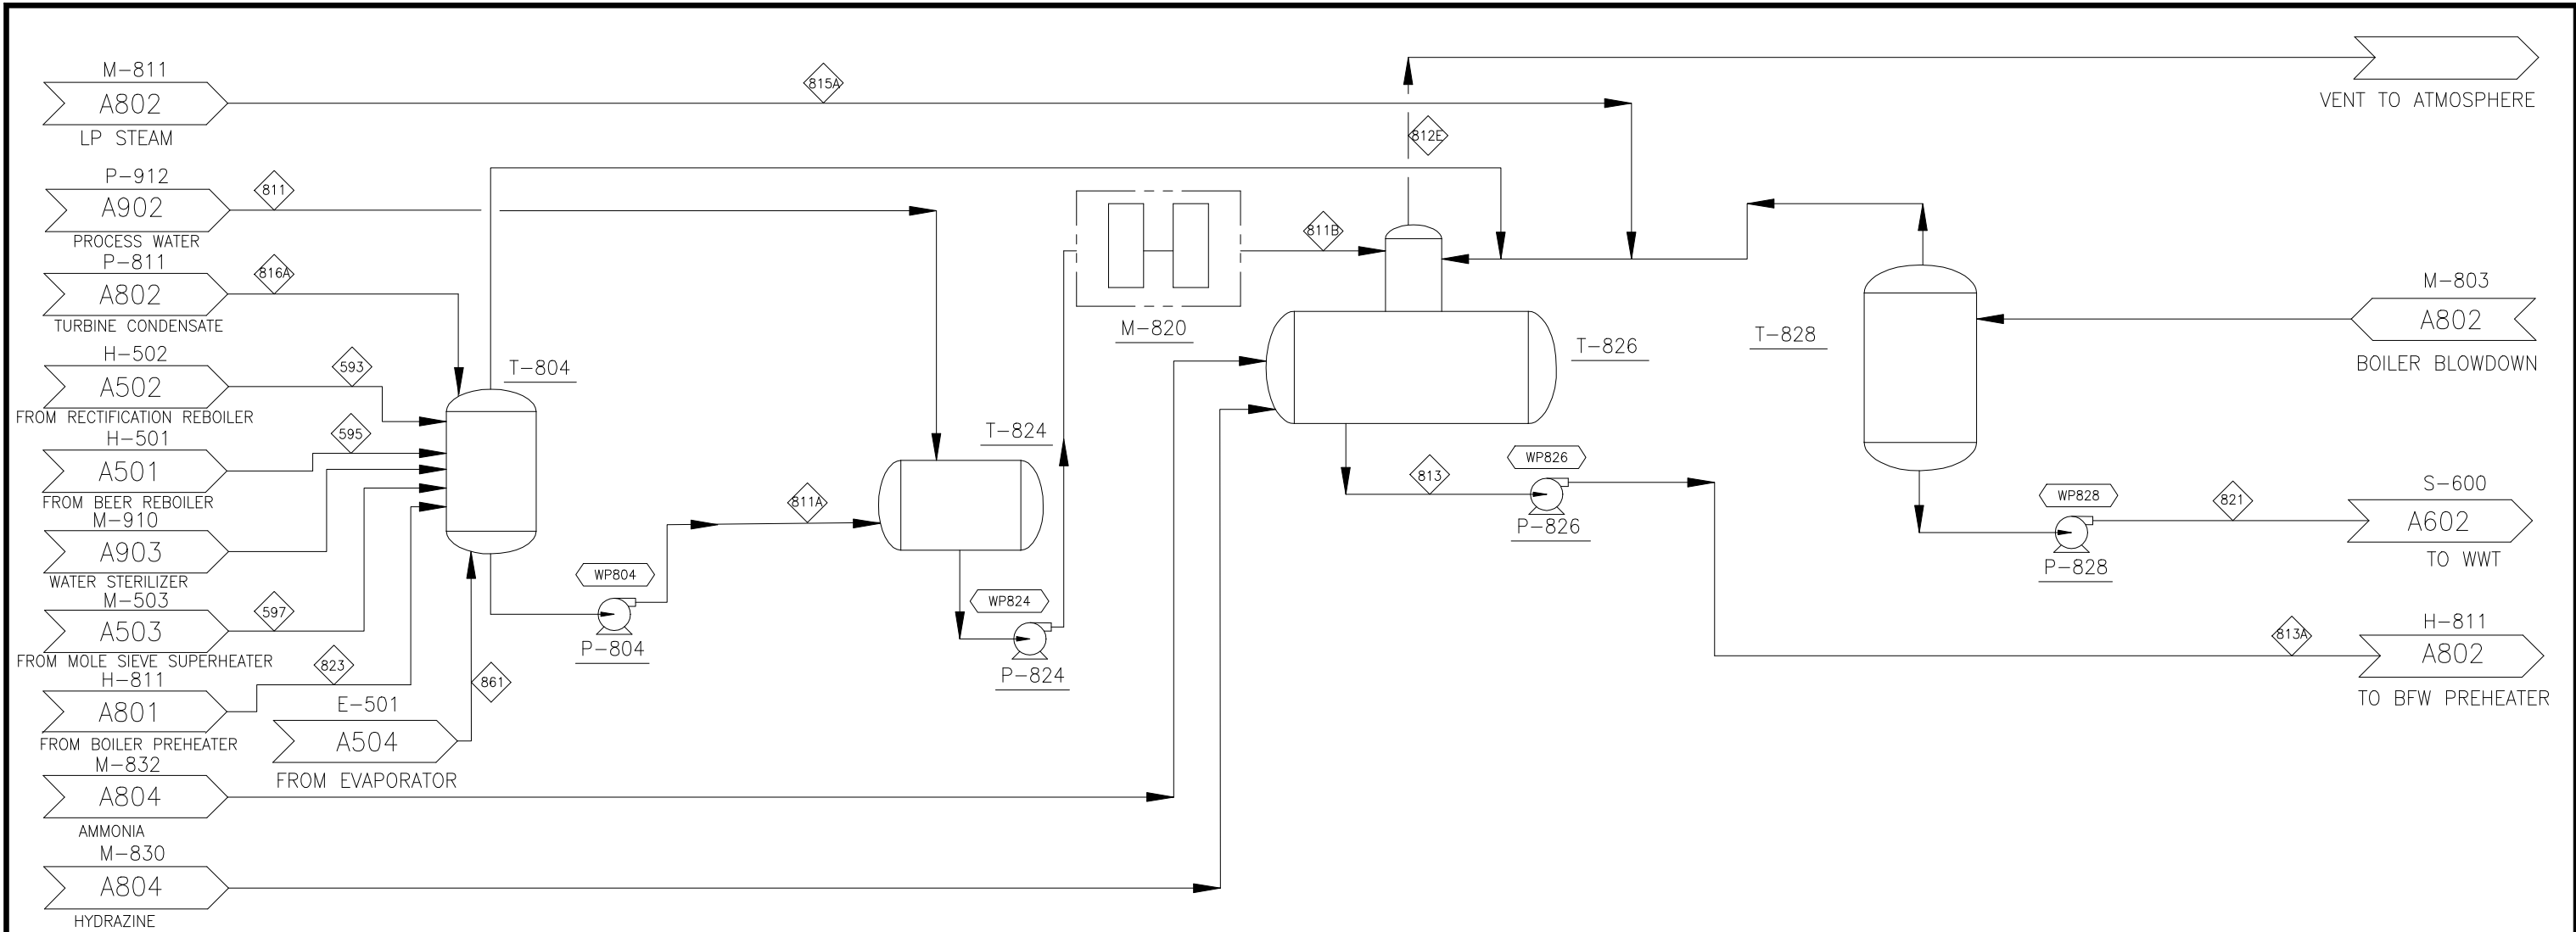 M-811
A802
LP STEAM
815A
P-912
A902
PROCESS WATER
811
P-811
A802
TURBINE CONDENSATE
816A
H-502
A502
FROM RECTIFICATION REBOILER
593
H-501
A501
FROM BEER REBOILER
595
M-910
A903
WATER STERILIZER
M-503
A503
FROM MOLE SIEVE SUPERHEATER
597
H-811
A801
FROM BOILER PREHEATER
823
E-501
A504
FROM EVAPORATOR
861
M-832
A804
AMMONIA
M-830
A804
HYDRAZINE
T-804
WP804
P-804
811A
T-824
WP824
P-824
M-820
811B
812E
T-826
813
WP826
P-826
T-828
WP828
P-828
821
813A
VENT TO ATMOSPHERE
M-803
A802
BOILER BLOWDOWN
S-600
A602
TO WWT
H-811
A802
TO BFW PREHEATER